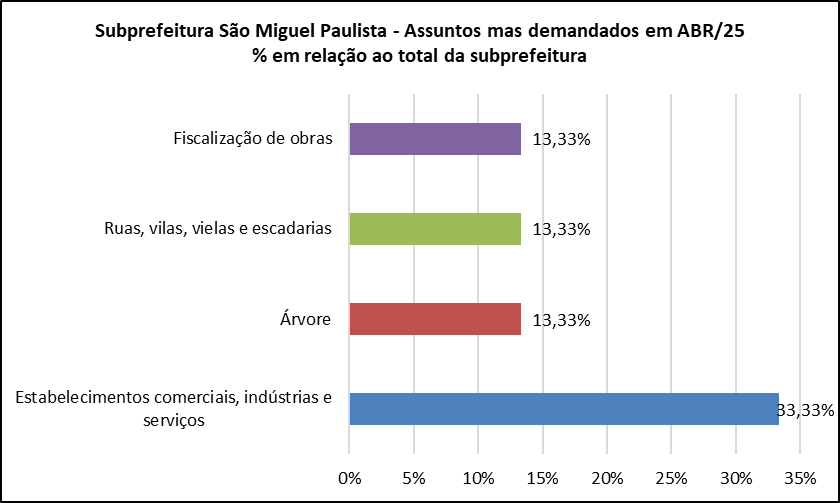 Subprefeitura São Miguel Paulista - Assuntos mas demandados em ABR/25
% em relação ao total da subprefeitura
Fiscalização de obras
13,33%
Ruas, vilas, vielas e escadarias
13,33%
Árvore
13,33%
Estabelecimentos comerciais, indústrias e
serviços
33,33%
0% 5% 10% 15% 20% 25% 30% 35%